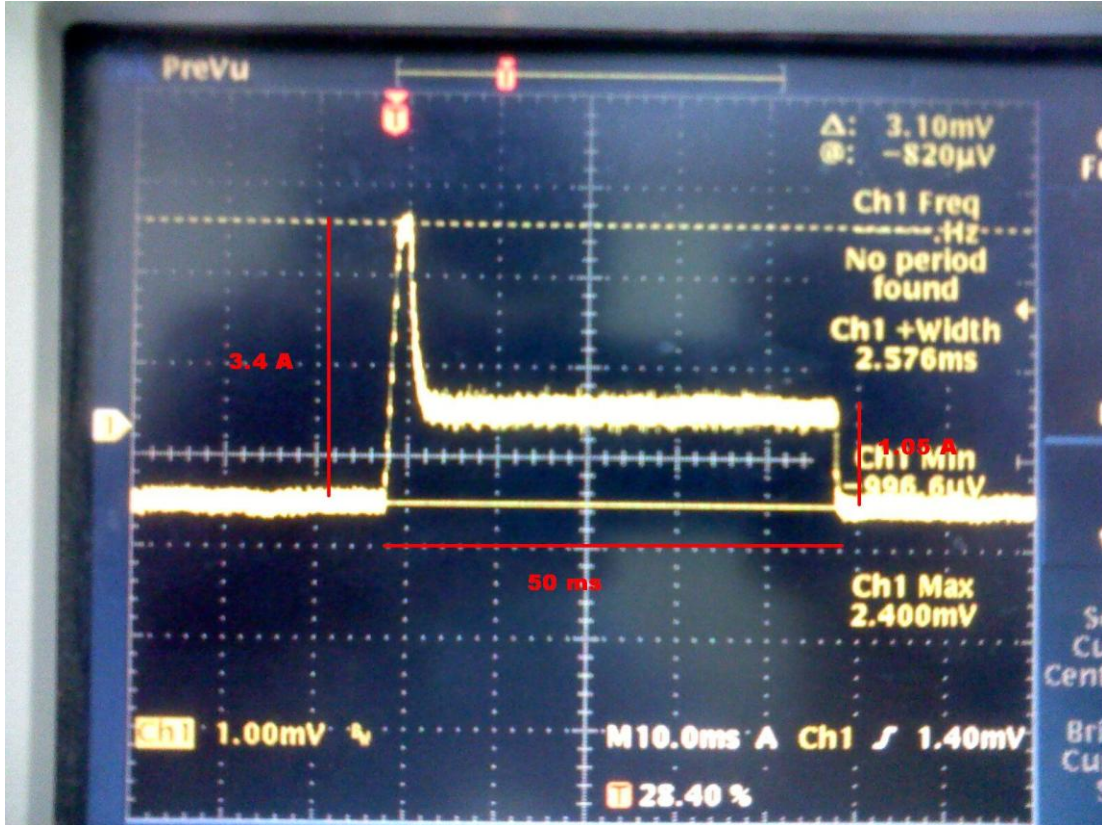 PreVu
T
T
Δ: 3.10mV
@: -820µV
Ch1 Freq
.Hz
No period
found
Ch1 +Width
2.576ms
3.4 A
1
1.05 A
Ch1 Min
-996.6µV
50 ms
Ch1 Max
2.400mV
Ch1 1.00mV
M10.0ms A Ch1 1.40mV
T 28.40 %